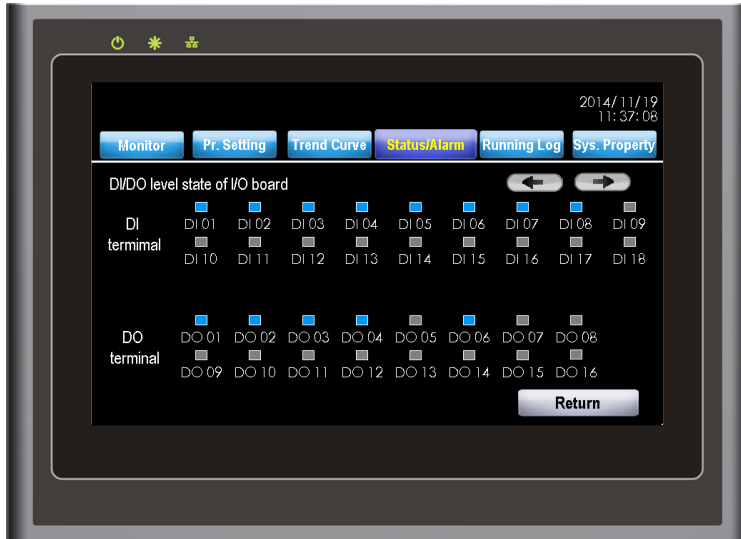 2014/11/19
11:37:08
Monitor Pr. Setting Trend Curve Status/Alarm Running Log Sys. Property
DI/DO level state of I/O board
DI 01 DI 02 DI 03 DI 04 DI 05 DI 06 DI 07 DI 08 DI 09
DI
termimal
DI 10 DI 11 DI 12 DI 13 DI 14 DI 15 DI 16 DI 17 DI 18
DO 01 DO 02 DO 03 DO 04 DO 05 DO 06 DO 07 DO 08
DO
terminal
DO 09 DO 10 DO 11 DO 12 DO 13 DO 14 DO 15 DO 16
Return